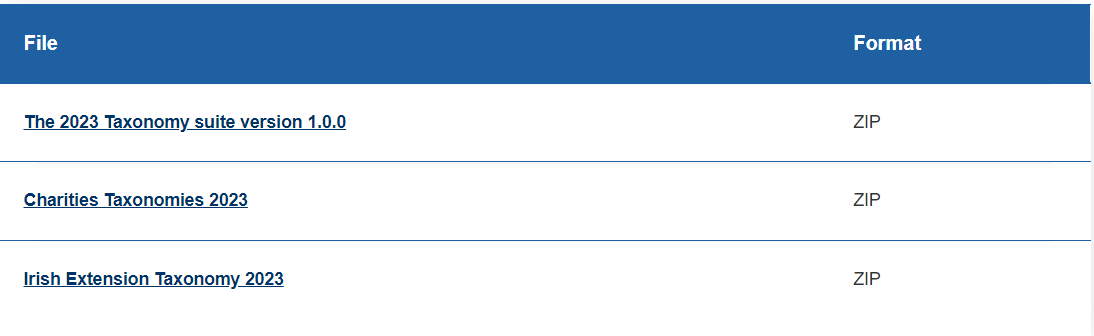 File Format
The 2023 Taxonomy suite version 1.0.0 ZIP
Charities Taxonomies 2023 ZIP
Irish Extension Taxonomy 2023 ZIP